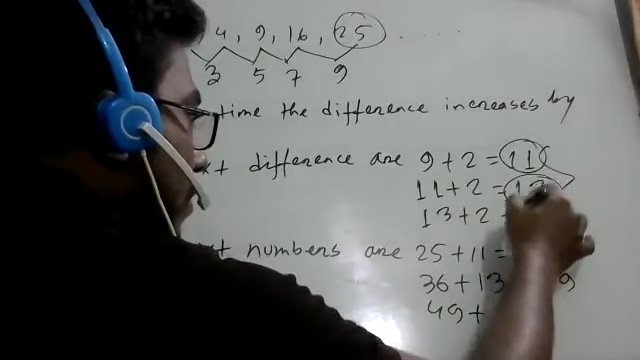 4, 9, 16, 25 .....
3 5 7 9
time the difference increases by
difference are 9+2=11
11+2=13
13+2
numbers are 25+11=
36+13 9
49+